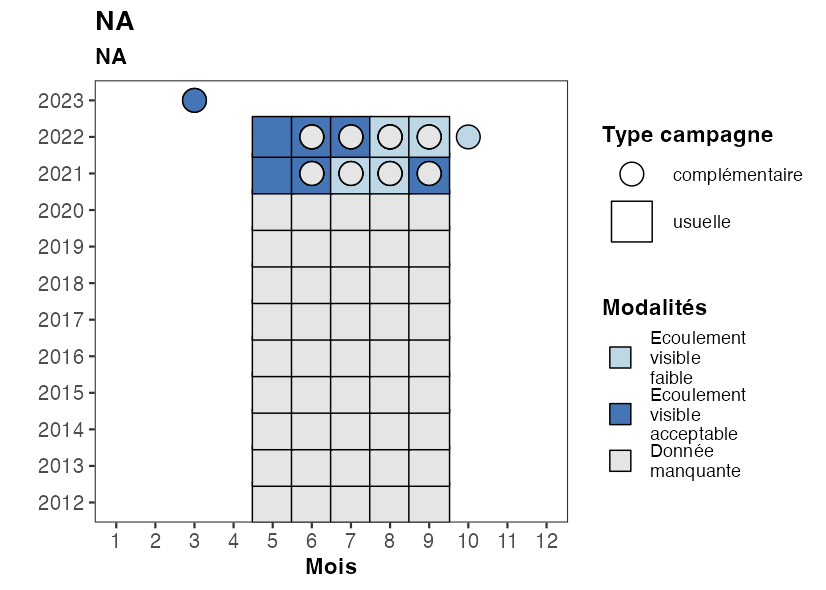 NA
NA
2023
2022
2021
2020
2019
2018
2017
2016
2015
2014
2013
2012
1 2 3 4 5 6 7 8 9 10 11 12
Mois
Type campagne
complémentaire
usuelle
Modalités
Ecoulement
visible
faible
Ecoulement
visible
acceptable
Donnée
manquante